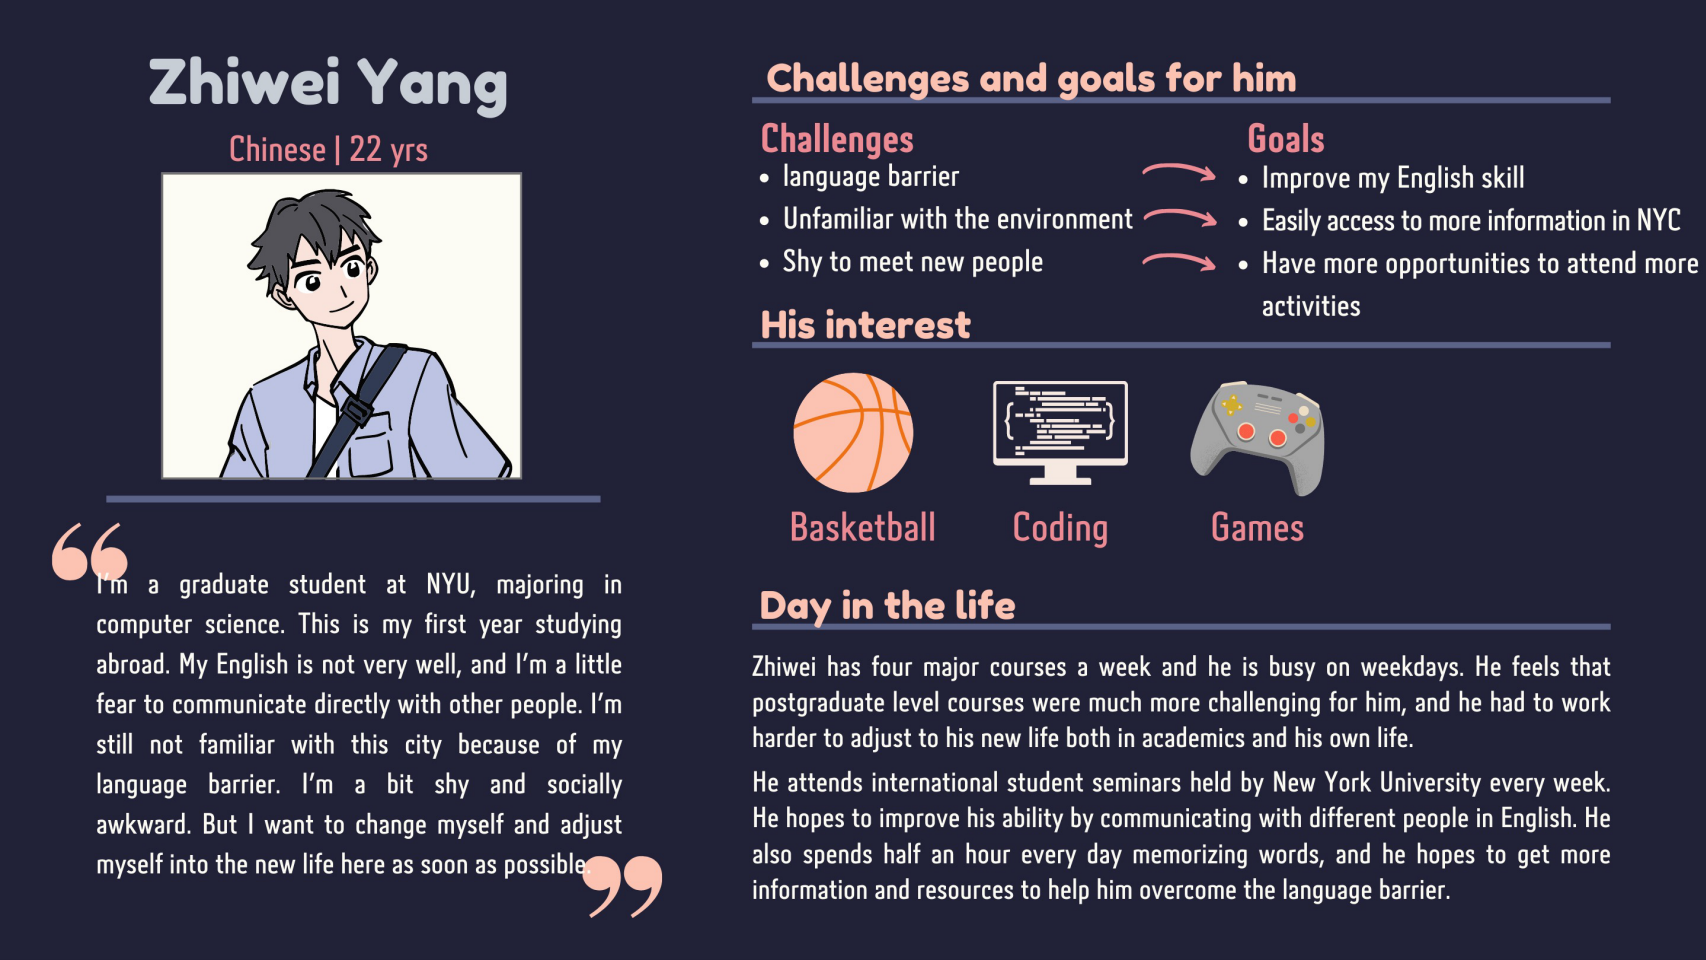 Zhiwei Yang
Chinese | 22 yrs
I'm a graduate student at NYU, majoring in
computer science. This is my first year studying
abroad. My English is not very well, and I'm a little
fear to communicate directly with other people. I'm
still not familiar with this city because of my
language barrier. I'm a bit shy and socially
awkward. But I want to change myself and adjust
myself into the new life here as soon as possible.
Challenges and goals for him
Challenges
• language barrier
• Unfamiliar with the environment
• Shy to meet new people
Goals
• Improve my English skill
• Easily access to more information in NYC
• Have more opportunities to attend more
activities
His interest
Basketball
Coding
Games
Day in the life
Zhiwei has four major courses a week and he is busy on weekdays. He feels that
postgraduate level courses were much more challenging for him, and he had to work
harder to adjust to his new life both in academics and his own life.
He attends international student seminars held by New York University every week.
He hopes to improve his ability by communicating with different people in English. He
also spends half an hour every day memorizing words, and he hopes to get more
information and resources to help him overcome the language barrier.